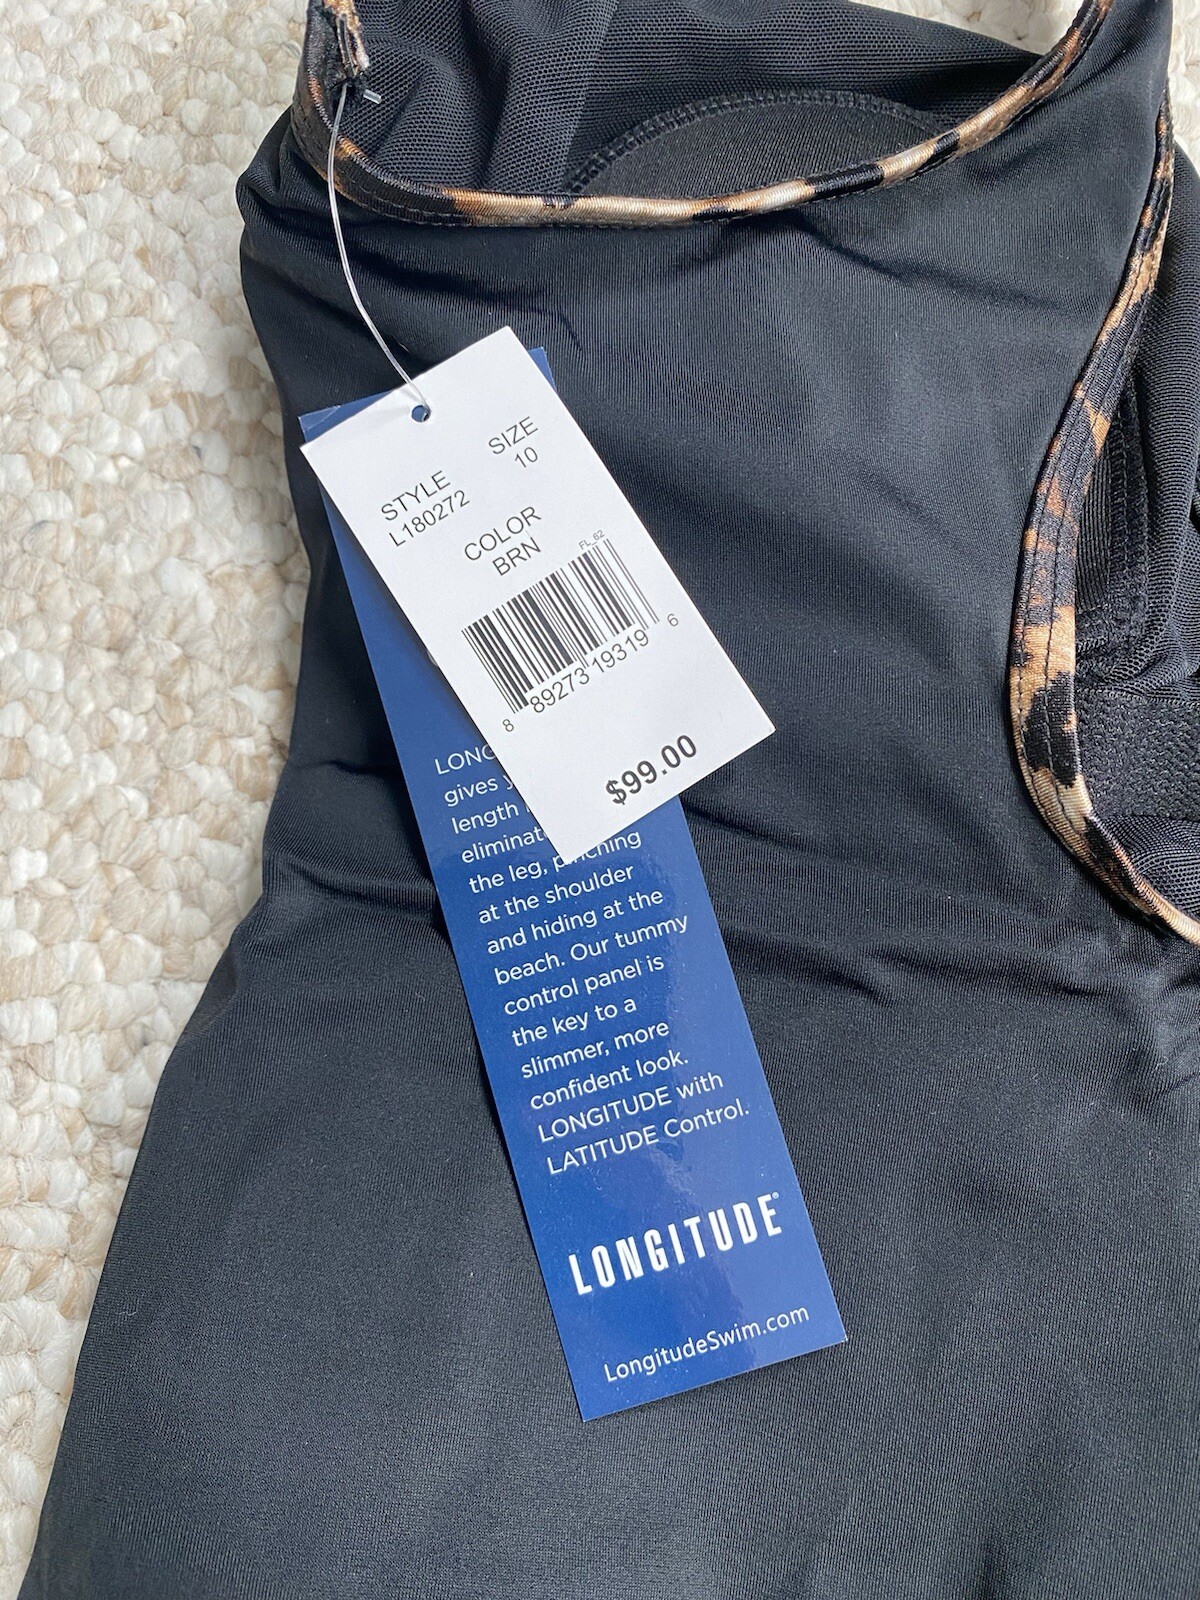 STYLE
L180272
SIZE
10
COLOR
BRN
FL_62
8 89273 19319 6
$99.00
gives
length
the leg,
at the shoulder
and hiding at the
beach. Our tummy
control panel is
the key to a
slimmer, more
confident look.
LONGITUDE with
LATITUDE Control.
LONGITUDE®
LongitudeSwim.com